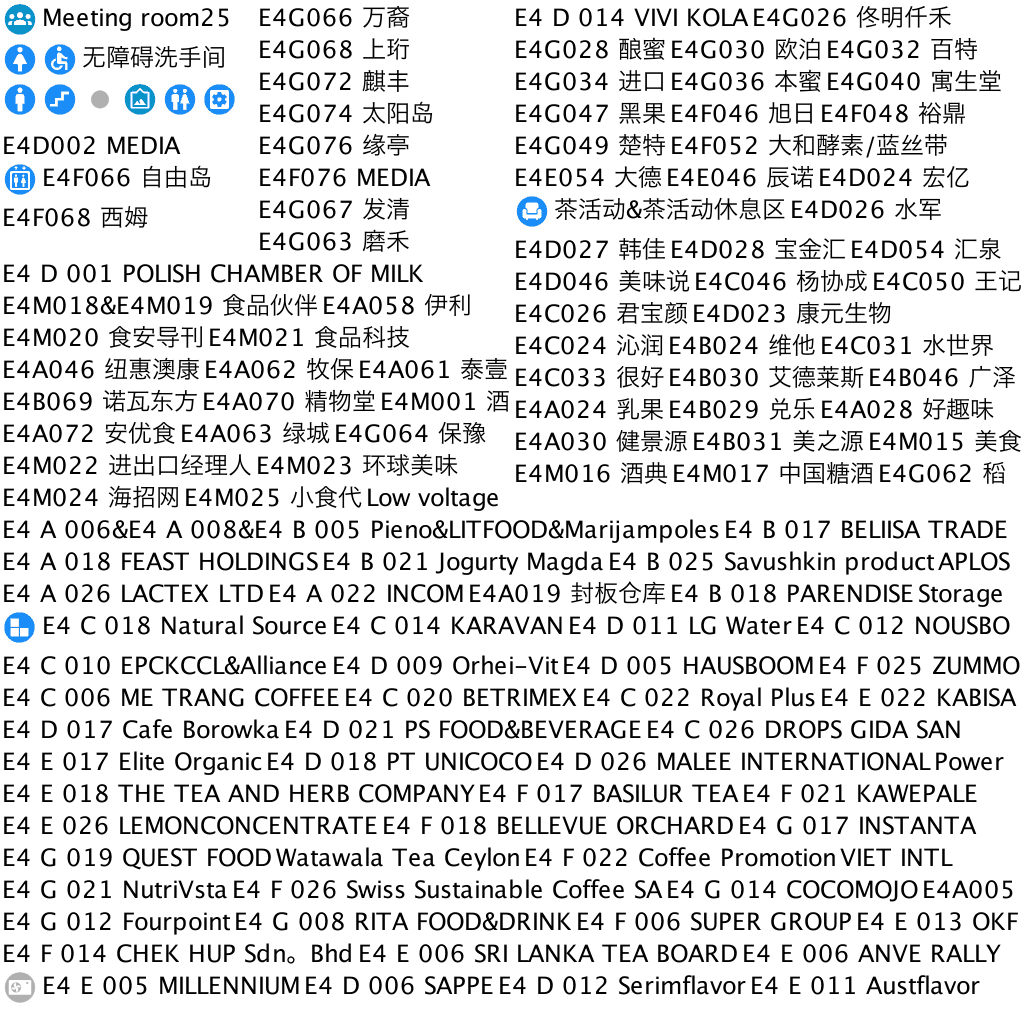 Meeting room25
无障碍洗手间
E4D002 MEDIA
E4F066 自由岛
E4F068 西姆
E4G066 万裔
E4G068 上珩
E4G072 麒丰
E4G074 太阳岛
E4G076 缘亭
E4F076 MEDIA
E4G067 发清
E4G063 磨禾
E4 D 001 POLISH CHAMBER OF MILK
E4M018&E4M019 食品伙伴 E4A058 伊利
E4M020 食安导刊 E4M021 食品科技
E4A046 纽惠澳康 E4A062 牧保 E4A061 泰壹
E4B069 诺瓦东方 E4A070 精物堂 E4M001 酒
E4A072 安优食 E4A063 绿城 E4G064 保豫
E4M022 进出口经理人 E4M023 环球美味
E4M024 海招网 E4M025 小食代 Low voltage
E4 D 014 VIVI KOLA E4G026 佟明仟禾
E4G028 酿蜜 E4G030 欧泊 E4G032 百特
E4G034 进口 E4G036 本蜜 E4G040 寓生堂
E4G047 黑果 E4F046 旭日 E4F048 裕鼎
E4G049 楚特 E4F052 大和酵素/蓝丝带
E4E054 大德 E4E046 辰诺 E4D024 宏亿
茶活动&茶活动休息区 E4D026 水军
E4D027 韩佳 E4D028 宝金汇 E4D054 汇泉
E4D046 美味说 E4C046 杨协成 E4C050 王记
E4C026 君宝颜 E4D023 康元生物
E4C024 沁润 E4B024 维他 E4C031 水世界
E4C033 很好 E4B030 艾德莱斯 E4B046 广泽
E4A024 乳果 E4B029 兑乐 E4A028 好趣味
E4A030 健景源 E4B031 美之源 E4M015 美食
E4M016 酒典 E4M017 中国糖酒 E4G062 稻
E4 A 006&E4 A 008&E4 B 005 Pieno&LITFOOD&Marijampoles E4 B 017 BELIISA TRADE
E4 A 018 FEAST HOLDINGS E4 B 021 Jogurty Magda E4 B 025 Savushkin product APLOS
E4 A 026 LACTEX LTD E4 A 022 INCOM E4A019 封板仓库 E4 B 018 PARENDISE Storage
E4 C 018 Natural Source E4 C 014 KARAVAN E4 D 011 LG Water E4 C 012 NOUSBO
E4 C 010 EPCKCCL&Alliance E4 D 009 Orhei-Vit E4 D 005 HAUSBOOM E4 F 025 ZUMMO
E4 C 006 ME TRANG COFFEE E4 C 020 BETRIMEX E4 C 022 Royal Plus E4 E 022 KABISA
E4 D 017 Cafe Borowka E4 D 021 PS FOOD&BEVERAGE E4 C 026 DROPS GIDA SAN
E4 E 017 Elite Organic E4 D 018 PT UNICOCO E4 D 026 MALEE INTERNATIONAL Power
E4 E 018 THE TEA AND HERB COMPANY E4 F 017 BASILUR TEA E4 F 021 KAWEPALE
E4 E 026 LEMONCONCENTRATE E4 F 018 BELLEVUE ORCHARD E4 G 017 INSTANTA
E4 G 019 QUEST FOOD Watawala Tea Ceylon E4 F 022 Coffee Promotion VIET INTL
E4 G 021 NutriVsta E4 F 026 Swiss Sustainable Coffee SA E4 G 014 COCOMOJO E4A005
E4 G 012 Fourpoint E4 G 008 RITA FOOD&DRINK E4 F 006 SUPER GROUP E4 E 013 OKF
E4 F 014 CHEK HUP Sdn。Bhd E4 E 006 SRI LANKA TEA BOARD E4 E 006 ANVE RALLY
E4 E 005 MILLENNIUM E4 D 006 SAPPE E4 D 012 Serimflavor E4 E 011 Austflavor